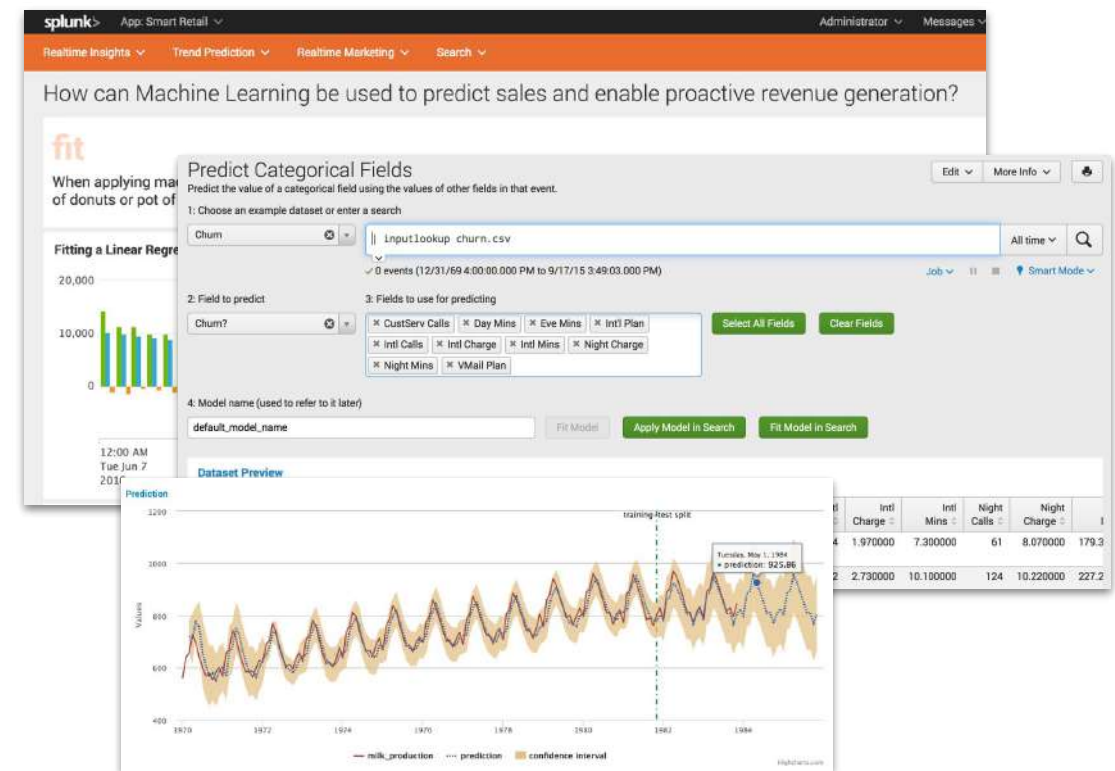 splunk> App: Smart Retail Administrator Messages
Realtime Insights Trend Prediction Realtime Marketing Search
How can Machine Learning be used to predict sales and enable proactive revenue generation?
fit
When applying ma
of donuts or pot of
Fitting a Linear Regre
20,000
10,000
0
12:00 AM
Tue Jun 7
201
Predict Categorical Fields
Edit More Info
Predict the value of a categorical field using the values of other fields in that event.
1: Choose an example dataset or enter a search
Churn | inputlookup churn.csv All time
0 events (12/31/69 4:00:00.000 PM to 9/17/15 3:49:03.000 PM) Job Smart Mode
2: Field to predict 3: Fields to use for predicting
Churn? CustServ Calls Day Mins Eve Mins Int'l Plan Select All Fields Clear Fields
Intl Calls Intl Charge Intl Mins Night Charge
Night Mins VMail Plan
4: Model name (used to refer to it later)
default_model_name Fit Model Apply Model in Search Fit Model in Search
Dataset Preview
Intl Charge Intl Mins Night Calls Night Charge
4 1.970000 7.300000 61 8.070000 179.3
2 2.730000 10.100000 124 10.220000 227.2
Prediction
training test split
Tuesday, May 1, 1984
prediction: 925.86
Values
1200
1000
800
600
400
1970 1972 1974 1976 1978 1980 1982 1984
milk_production prediction confidence interval
Highcharts.com